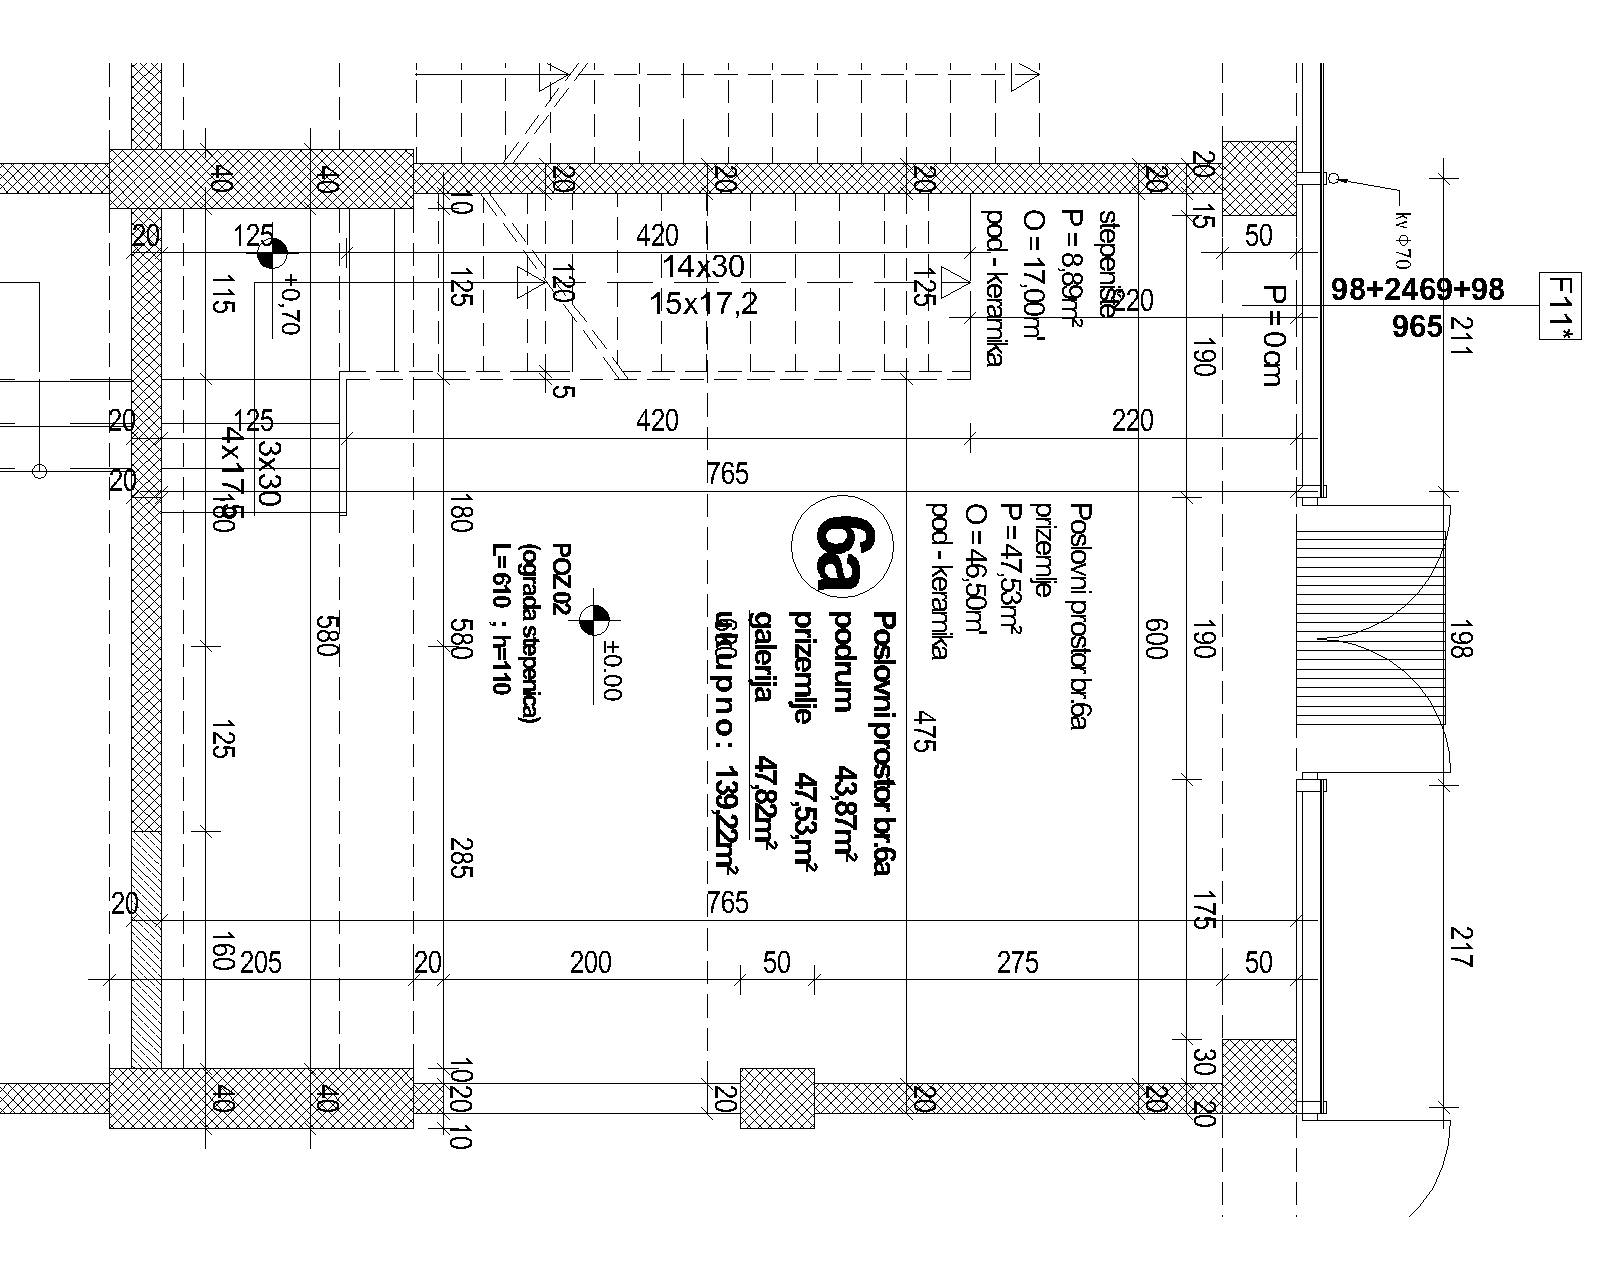 40
40
20
20
20
20
20
10
15
kv ϕ 70
20
125
420
50
14x30
15x17,2
115
+0,70
125
120
125
stepenište
P = 8,89m²
O = 17,00m'
pod - keramika
220
190
P = 0cm
98+2469+98
965
F11*
211
5
20
125
420
220
20
765
3x30
4x17,5
180
180
6a
Poslovni prostor br.6a
prizemlje
P = 47,53m²
O = 46,50m'
pod - keramika
POZ 02
(ograda stepenica)
L= 610 ; h=110
±0.00
580
580
600
600
190
198
Poslovni prostor br.6a
podrum 43,87m²
prizemlje 47,53,m²
galerija 47,82m²
ukupno: 139,22m²
475
125
285
20
765
175
217
160
205
20
200
50
275
50
40
40
10
20
10
20
20
20
30
20